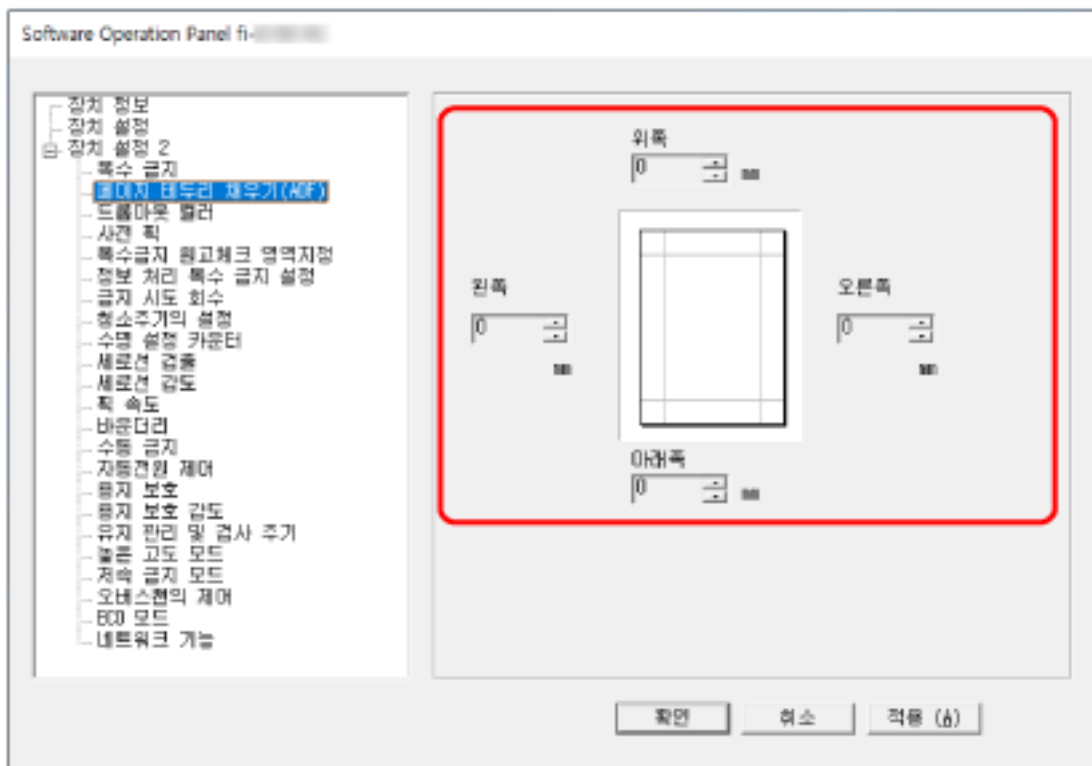 Software Operation Panel fi-
장치 정보
장치 설정
장치 설정 2
복수 급지
페이지 테두리 채우기(ADF)
드롭아웃 컬러
사전 픽
복수급지 원고체크 영역지정
정보 처리 복수 급지 설정
급지 시도 회수
청소주기의 설정
수명 설정 카운터
세로선 검출
세로선 감도
픽 속도
바운더리
수동 급지
자동전원 제어
용지 보호
용지 보호 감도
유지 관리 및 검사 주기
높은 고도 모드
저속 급지 모드
오버스캔의 제어
ECO 모드
네트워크 기능
위쪽
0 mm
왼쪽
0
mm
오른쪽
0
mm
아래쪽
0 mm
확인 취소 적용 (A)